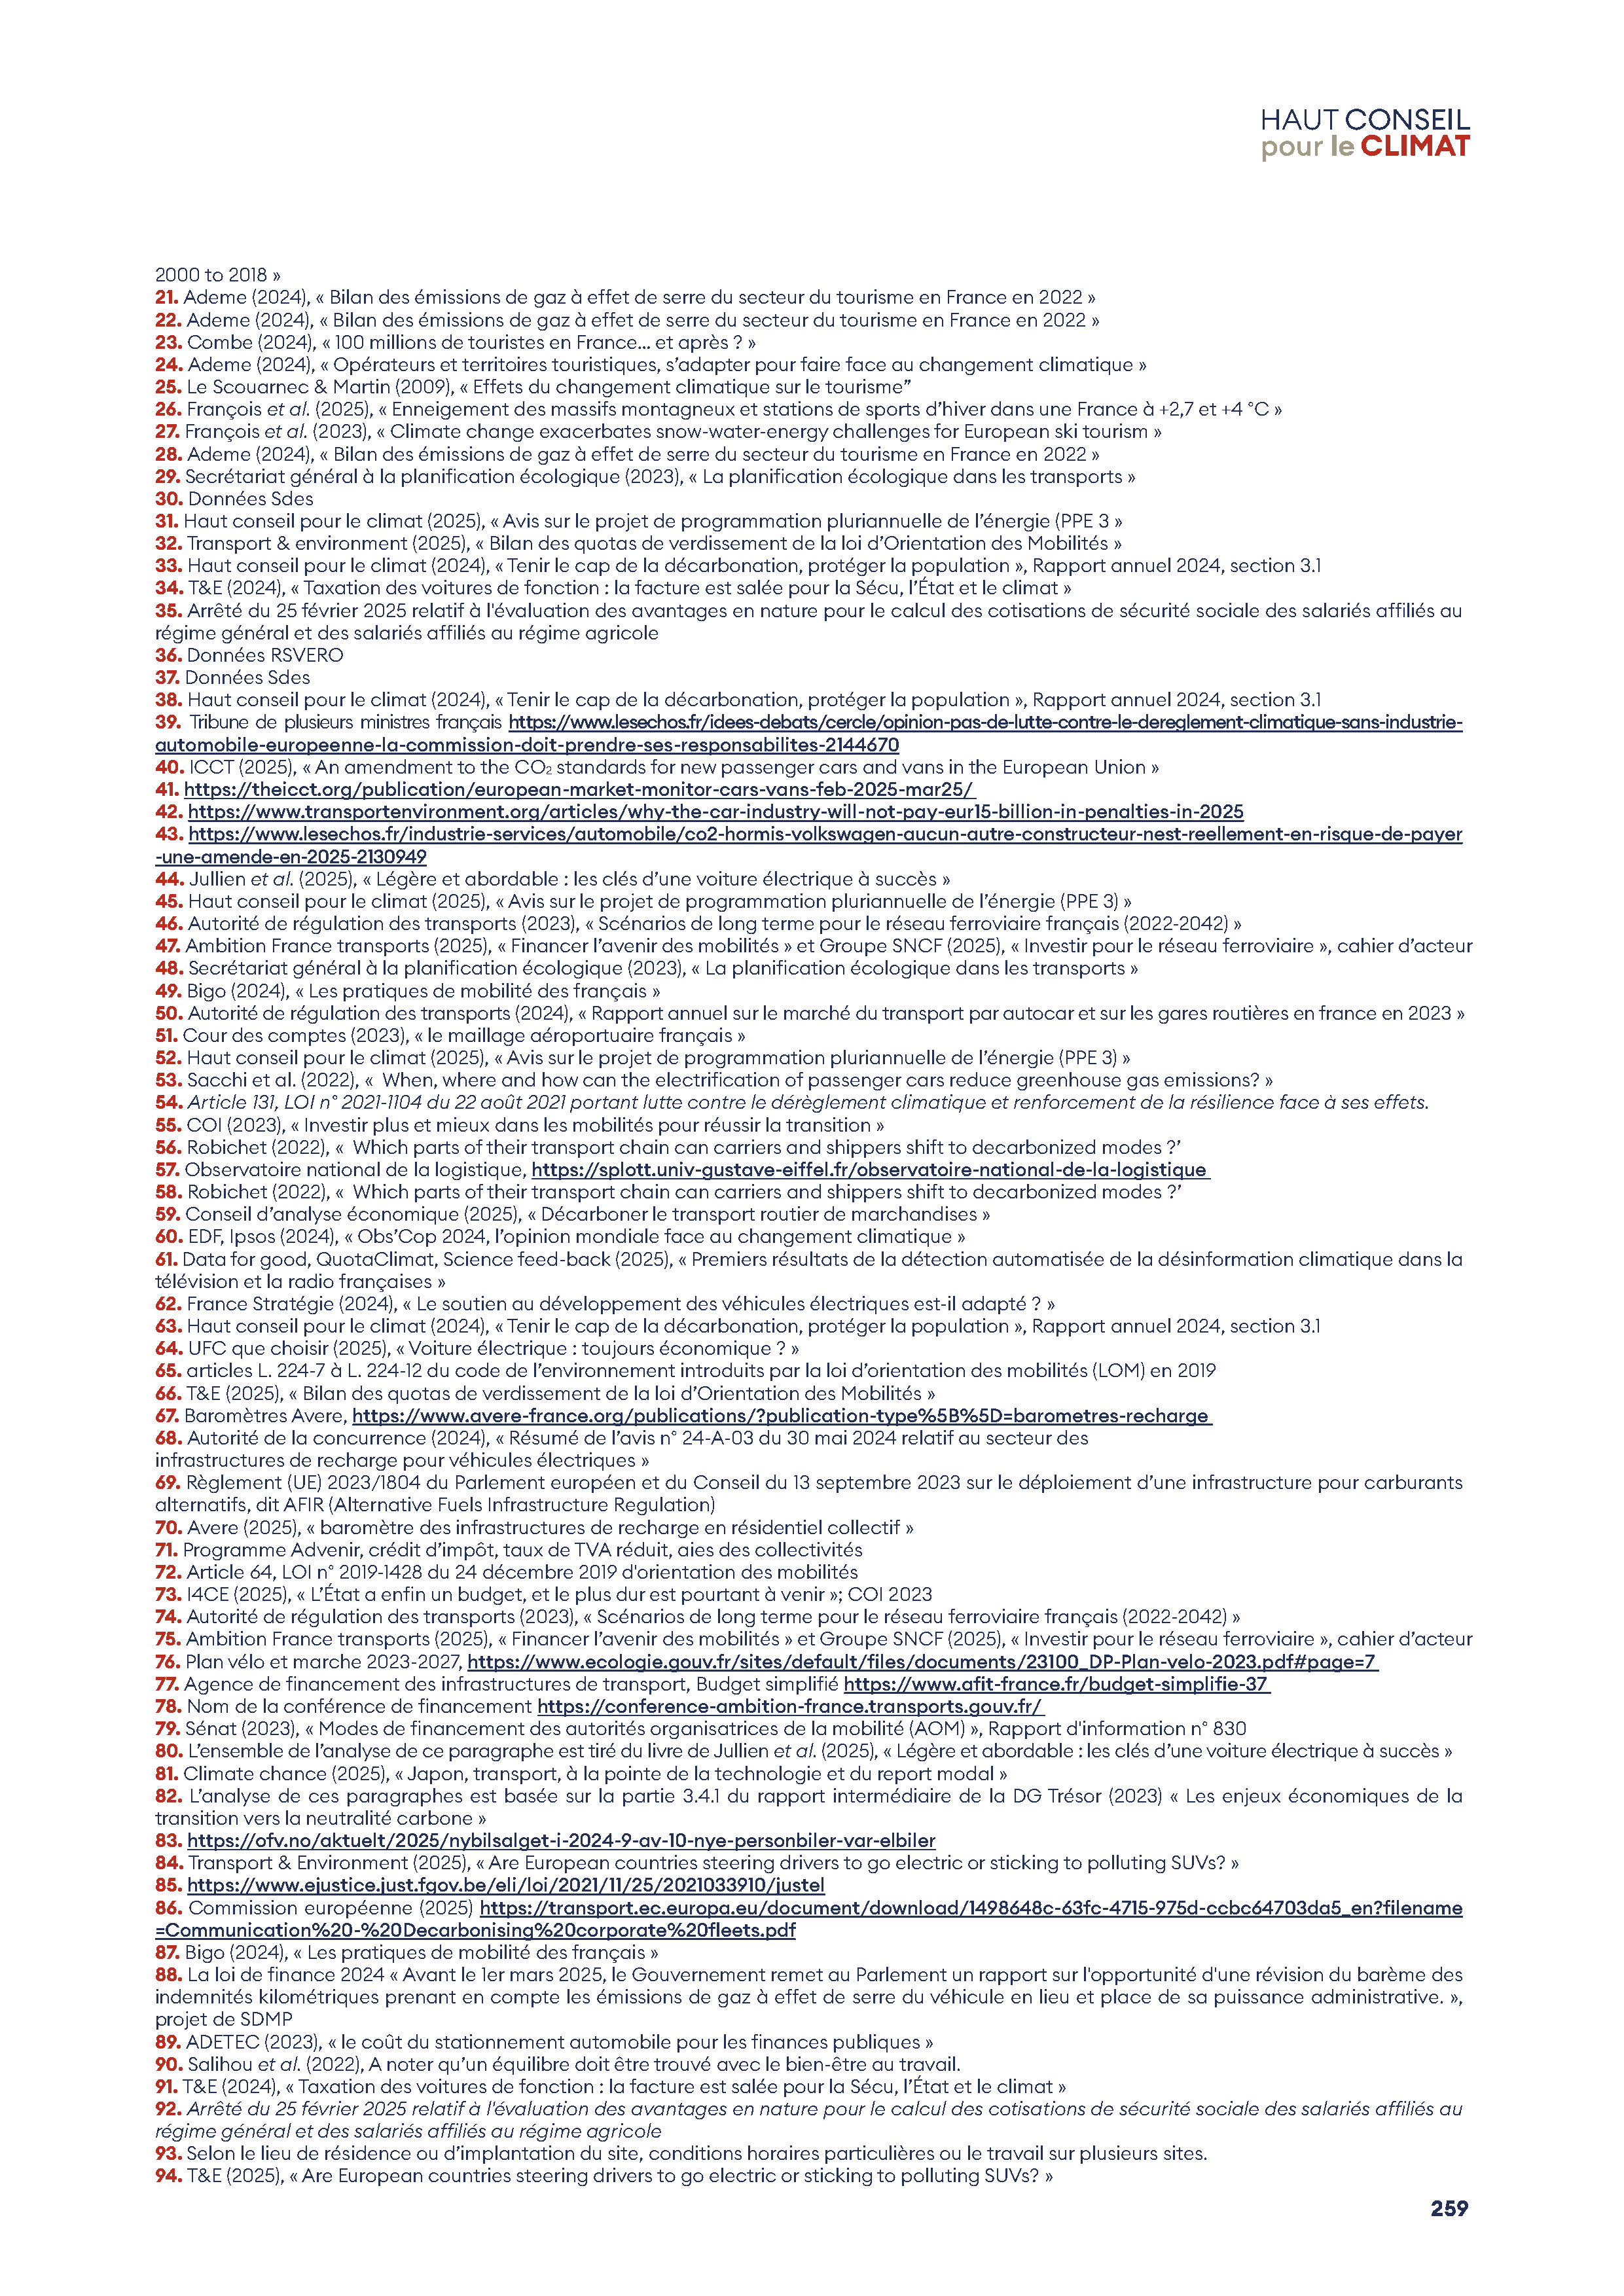 HAUT CONSEIL
pour le CLIMAT
2000 to 2018 »
21. Ademe (2024), « Bilan des émissions de gaz à effet de serre du secteur du tourisme en France en 2022 »
22. Ademe (2024), « Bilan des émissions de gaz à effet de serre du secteur du tourisme en France en 2022 »
23. Combe (2024), « 100 millions de touristes en France... et après ? »
24. Ademe (2024), « Opérateurs et territoires touristiques, s’adapter pour faire face au changement climatique »
25. Le Scouarnec & Martin (2009), « Effets du changement climatique sur le tourisme”
26. François et al. (2025), « Enneigement des massifs montagneux et stations de sports d’hiver dans une France à +2,7 et +4 °C »
27. François et al. (2023), « Climate change exacerbates snow-water-energy challenges for European ski tourism »
28. Ademe (2024), « Bilan des émissions de gaz à effet de serre du secteur du tourisme en France en 2022 »
29. Secrétariat général à la planification écologique (2023), « La planification écologique dans les transports »
30. Données Sdes
31. Haut conseil pour le climat (2025), « Avis sur le projet de programmation pluriannuelle de l’énergie (PPE 3 »
32. Transport & environment (2025), « Bilan des quotas de verdissement de la loi d’Orientation des Mobilités »
33. Haut conseil pour le climat (2024), « Tenir le cap de la décarbonation, protéger la population », Rapport annuel 2024, section 3.1
34. T&E (2024), « Taxation des voitures de fonction : la facture est salée pour la Sécu, l’État et le climat »
35. Arrêté du 25 février 2025 relatif à l'évaluation des avantages en nature pour le calcul des cotisations de sécurité sociale des salariés affiliés au
régime général et des salariés affiliés au régime agricole
36. Données RSVERO
37. Données Sdes
38. Haut conseil pour le climat (2024), « Tenir le cap de la décarbonation, protéger la population », Rapport annuel 2024, section 3.1
39. Tribune de plusieurs ministres français https://www.lesechos.fr/idees-debats/cercle/opinion-pas-de-lutte-contre-le-dereglement-climatique-sans-industrie-
automobile-europeenne-la-commission-doit-prendre-ses-responsabilites-2144670
40. ICCT (2025), « An amendment to the CO₂ standards for new passenger cars and vans in the European Union »
41. https://theicct.org/publication/european-market-monitor-cars-vans-feb-2025-mar25/
42. https://www.transportenvironment.org/articles/why-the-car-industry-will-not-pay-eur15-billion-in-penalties-in-2025
43. https://www.lesechos.fr/industrie-services/automobile/co2-hormis-volkswagen-aucun-autre-constructeur-nest-reellement-en-risque-de-payer
-une-amende-en-2025-2130949
44. Jullien et al. (2025), « Légère et abordable : les clés d’une voiture électrique à succès »
45. Haut conseil pour le climat (2025), « Avis sur le projet de programmation pluriannuelle de l’énergie (PPE 3) »
46. Autorité de régulation des transports (2023), « Scénarios de long terme pour le réseau ferroviaire français (2022-2042) »
47. Ambition France transports (2025), « Financer l’avenir des mobilités » et Groupe SNCF (2025), « Investir pour le réseau ferroviaire », cahier d’acteur
48. Secrétariat général à la planification écologique (2023), « La planification écologique dans les transports »
49. Bigo (2024), « Les pratiques de mobilité des français »
50. Autorité de régulation des transports (2024), « Rapport annuel sur le marché du transport par autocar et sur les gares routières en france en 2023 »
51. Cour des comptes (2023), « le maillage aéroportuaire français »
52. Haut conseil pour le climat (2025), « Avis sur le projet de programmation pluriannuelle de l’énergie (PPE 3) »
53. Sacchi et al. (2022), « When, where and how can the electrification of passenger cars reduce greenhouse gas emissions? »
54. Article 131, LOI n° 2021-1104 du 22 août 2021 portant lutte contre le dérèglement climatique et renforcement de la résilience face à ses effets.
55. COI (2023), « Investir plus et mieux dans les mobilités pour réussir la transition »
56. Robichet (2022), « Which parts of their transport chain can carriers and shippers shift to decarbonized modes ?’
57. Observatoire national de la logistique, https://splott.univ-gustave-eiffel.fr/observatoire-national-de-la-logistique
58. Robichet (2022), « Which parts of their transport chain can carriers and shippers shift to decarbonized modes ?’
59. Conseil d’analyse économique (2025), « Décarboner le transport routier de marchandises »
60. EDF, Ipsos (2024), « Obs’Cop 2024, l’opinion mondiale face au changement climatique »
61. Data for good, QuotaClimat, Science feed-back (2025), « Premiers résultats de la détection automatisée de la désinformation climatique dans la
télévision et la radio françaises »
62. France Stratégie (2024), « Le soutien au développement des véhicules électriques est-il adapté ? »
63. Haut conseil pour le climat (2024), « Tenir le cap de la décarbonation, protéger la population », Rapport annuel 2024, section 3.1
64. UFC que choisir (2025), « Voiture électrique : toujours économique ? »
65. articles L. 224-7 à L. 224-12 du code de l’environnement introduits par la loi d’orientation des mobilités (LOM) en 2019
66. T&E (2025), « Bilan des quotas de verdissement de la loi d’Orientation des Mobilités »
67. Baromètres Avere, https://www.avere-france.org/publications/?publication-type%5B%5D=barometres-recharge
68. Autorité de la concurrence (2024), « Résumé de l’avis n° 24-A-03 du 30 mai 2024 relatif au secteur des
infrastructures de recharge pour véhicules électriques »
69. Règlement (UE) 2023/1804 du Parlement européen et du Conseil du 13 septembre 2023 sur le déploiement d’une infrastructure pour carburants
alternatifs, dit AFIR (Alternative Fuels Infrastructure Regulation)
70. Avere (2025), « baromètre des infrastructures de recharge en résidentiel collectif »
71. Programme Advenir, crédit d’impôt, taux de TVA réduit, aies des collectivités
72. Article 64, LOI n° 2019-1428 du 24 décembre 2019 d'orientation des mobilités
73. I4CE (2025), « L’État a enfin un budget, et le plus dur est pourtant à venir »; COI 2023
74. Autorité de régulation des transports (2023), « Scénarios de long terme pour le réseau ferroviaire français (2022-2042) »
75. Ambition France transports (2025), « Financer l’avenir des mobilités » et Groupe SNCF (2025), « Investir pour le réseau ferroviaire », cahier d’acteur
76. Plan vélo et marche 2023-2027, https://www.ecologie.gouv.fr/sites/default/files/documents/23100_DP-Plan-velo-2023.pdf#page=7
77. Agence de financement des infrastructures de transport, Budget simplifié https://www.afit-france.fr/budget-simplifie-37
78. Nom de la conférence de financement https://conference-ambition-france.transports.gouv.fr/
79. Sénat (2023), « Modes de financement des autorités organisatrices de la mobilité (AOM) », Rapport d'information n° 830
80. L’ensemble de l’analyse de ce paragraphe est tiré du livre de Jullien et al. (2025), « Légère et abordable : les clés d’une voiture électrique à succès »
81. Climate chance (2025), « Japon, transport, à la pointe de la technologie et du report modal »
82. L’analyse de ces paragraphes est basée sur la partie 3.4.1 du rapport intermédiaire de la DG Trésor (2023) « Les enjeux économiques de la
transition vers la neutralité carbone »
83. https://ofv.no/aktuelt/2025/nybilsalget-i-2024-9-av-10-nye-personbiler-var-elbiler
84. Transport & Environment (2025), « Are European countries steering drivers to go electric or sticking to polluting SUVs? »
85. https://www.ejustice.just.fgov.be/eli/loi/2021/11/25/2021033910/justel
86. Commission européenne (2025) https://transport.ec.europa.eu/document/download/1498648c-63fc-4715-975d-ccbc64703da5_en?filename
=Communication%20-%20Decarbonising%20corporate%20fleets.pdf
87. Bigo (2024), « Les pratiques de mobilité des français »
88. La loi de finance 2024 « Avant le 1er mars 2025, le Gouvernement remet au Parlement un rapport sur l'opportunité d'une révision du barème des
indemnités kilométriques prenant en compte les émissions de gaz à effet de serre du véhicule en lieu et place de sa puissance administrative. »,
projet de SDMP
89. ADETEC (2023), « le coût du stationnement automobile pour les finances publiques »
90. Salihou et al. (2022), A noter qu’un équilibre doit être trouvé avec le bien-être au travail.
91. T&E (2024), « Taxation des voitures de fonction : la facture est salée pour la Sécu, l’État et le climat »
92. Arrêté du 25 février 2025 relatif à l'évaluation des avantages en nature pour le calcul des cotisations de sécurité sociale des salariés affiliés au
régime général et des salariés affiliés au régime agricole
93. Selon le lieu de résidence ou d’implantation du site, conditions horaires particulières ou le travail sur plusieurs sites.
94. T&E (2025), « Are European countries steering drivers to go electric or sticking to polluting SUVs? »
259